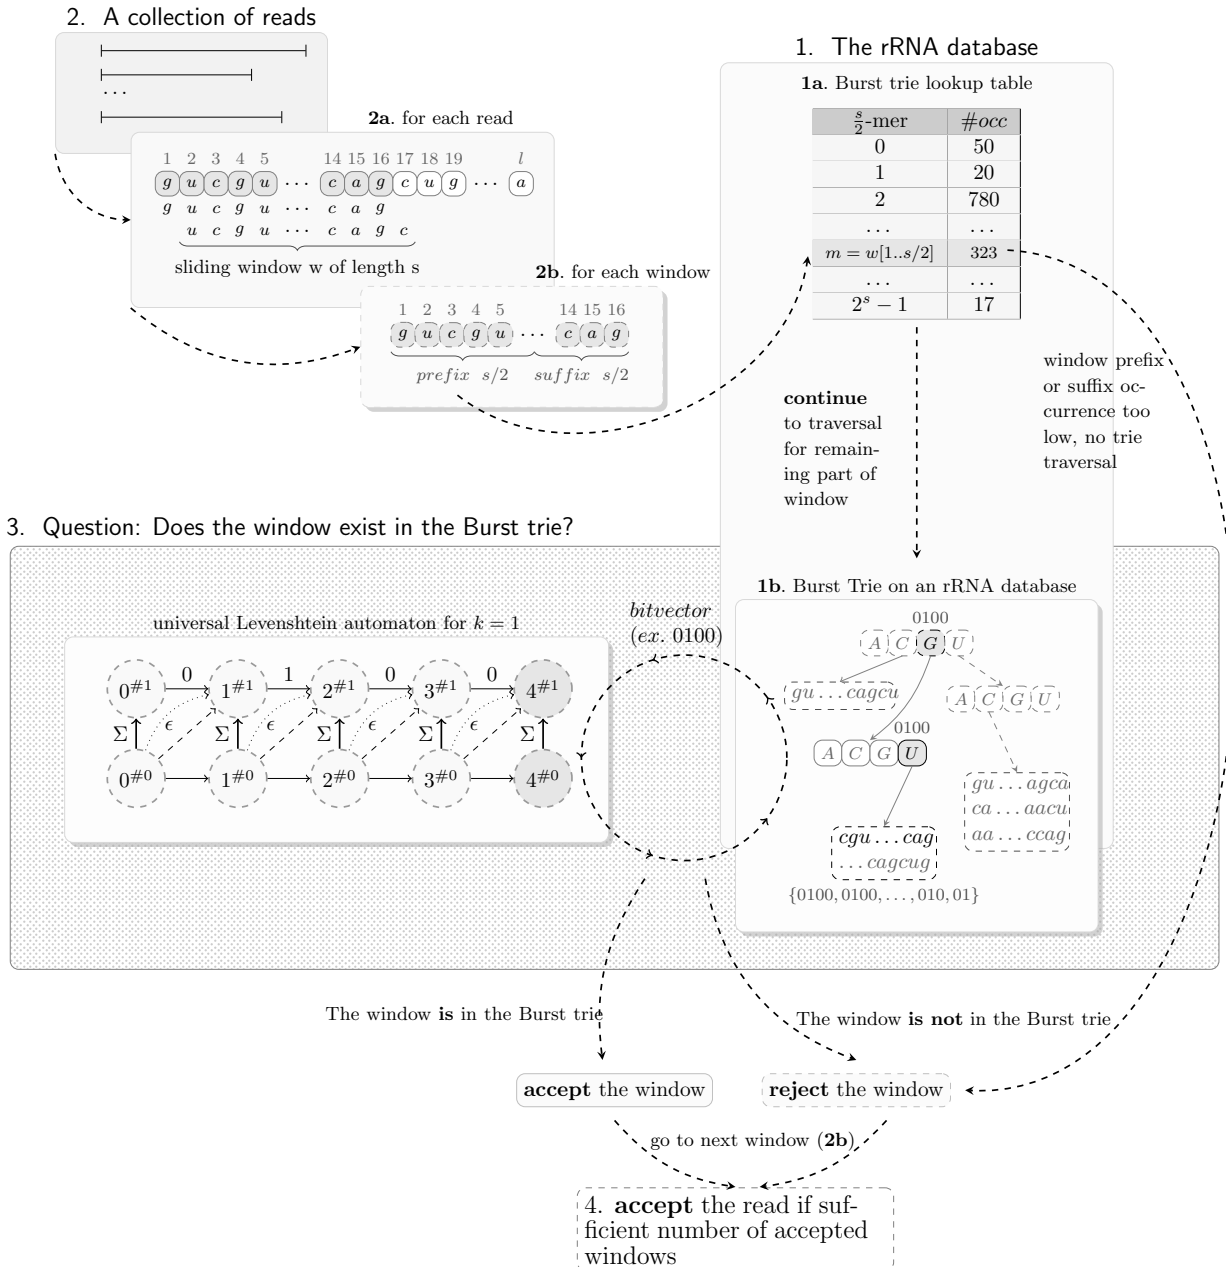 2. A collection of reads
...
2a. for each read
1 2 3 4 5 14 15 16 17 18 19 l
g u c g u ... c a g c u g ... a
g u c g u ... c a g
u c g u ... c a g c
sliding window w of length s
2b. for each window
1 2 3 4 5 14 15 16
g u c g u ... c a g
prefix s/2 suffix s/2
1. The rRNA database
1a. Burst trie lookup table
s/2-mer #occ
0 50
1 20
2 780
... ...
m = w[1..s/2] 323
... ...
2^s − 1 17
continue
to traversal
for remain-
ing part of
window
window prefix
or suffix oc-
currence too
low, no trie
traversal
3. Question: Does the window exist in the Burst trie?
universal Levenshtein automaton for k = 1
0^#1 0 1^#1 1 2^#1 0 3^#1 0 4^#1
Σ ϵ Σ ϵ Σ ϵ Σ ϵ Σ
0^#0 1^#0 2^#0 3^#0 4^#0
bitvector
(ex. 0100)
1b. Burst Trie on an rRNA database
0100
A C G U
gu...cagcu
A C G U
0100
A C G U
gu...agca
ca...aacu
aa...ccag
cgu...cag
...cagcug
{0100, 0100, ..., 010, 01}
The window is in the Burst trie
The window is not in the Burst trie
accept the window
reject the window
go to next window (2b)
4. accept the read if suf-
ficient number of accepted
windows